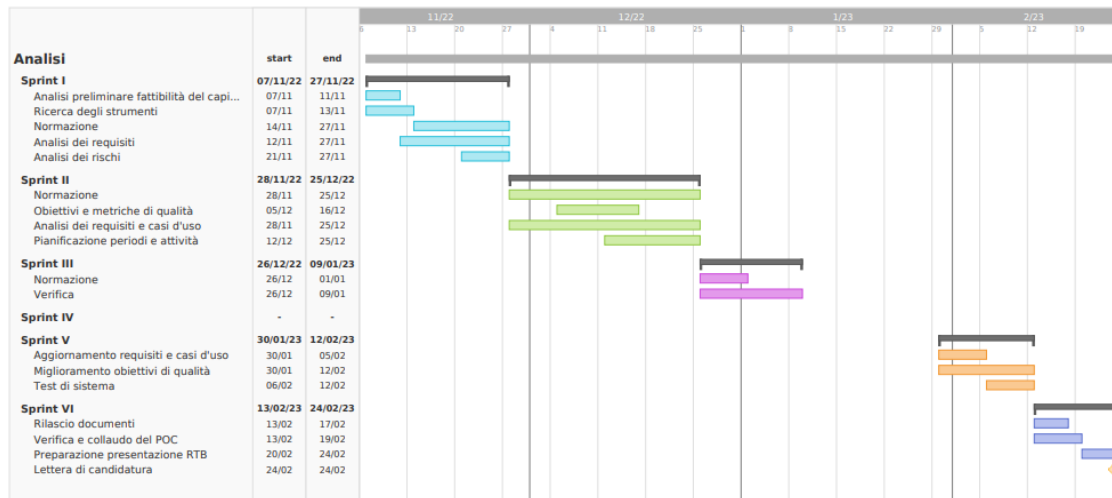 11/22 12/22 1/23 2/23
6 13 20 27 4 11 18 25 1 8 15 22 29 5 12 19
Analisi start end
Sprint I 07/11/22 27/11/22
Analisi preliminare fattibilità del capi... 07/11 11/11
Ricerca degli strumenti 07/11 13/11
Normazione 14/11 27/11
Analisi dei requisiti 12/11 27/11
Analisi dei rischi 21/11 27/11
Sprint II 28/11/22 25/12/22
Normazione 28/11 25/12
Obiettivi e metriche di qualità 05/12 16/12
Analisi dei requisiti e casi d'uso 28/11 25/12
Pianificazione periodi e attività 12/12 25/12
Sprint III 26/12/22 09/01/23
Normazione 26/12 01/01
Verifica 26/12 09/01
Sprint IV - -
Sprint V 30/01/23 12/02/23
Aggiornamento requisiti e casi d'uso 30/01 05/02
Miglioramento obiettivi di qualità 30/01 12/02
Test di sistema 06/02 12/02
Sprint VI 13/02/23 24/02/23
Rilascio documenti 13/02 17/02
Verifica e collaudo del POC 13/02 19/02
Preparazione presentazione RTB 20/02 24/02
Lettera di candidatura 24/02 24/02